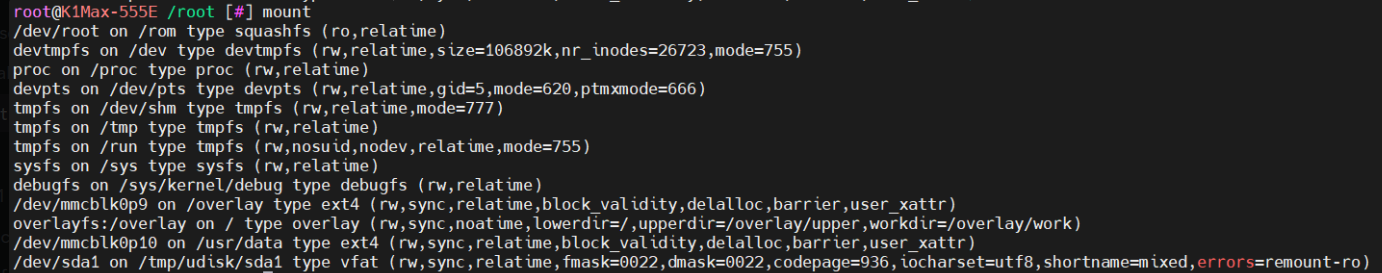 root@K1Max-555E /root [#] mount
/dev/root on /rom type squashfs (ro,relatime)
devtmpfs on /dev type devtmpfs (rw,relatime,size=106892k,nr_inodes=26723,mode=755)
proc on /proc type proc (rw,relatime)
devpts on /dev/pts type devpts (rw,relatime,gid=5,mode=620,ptmxmode=666)
tmpfs on /dev/shm type tmpfs (rw,relatime,mode=777)
tmpfs on /tmp type tmpfs (rw,relatime)
tmpfs on /run type tmpfs (rw,nosuid,nodev,relatime,mode=755)
sysfs on /sys type sysfs (rw,relatime)
debugfs on /sys/kernel/debug type debugfs (rw,relatime)
/dev/mmcblk0p9 on /overlay type ext4 (rw,sync,relatime,block_validity,delalloc,barrier,user_xattr)
overlayfs:/overlay on / type overlay (rw,sync,noatime,lowerdir=/,upperdir=/overlay/upper,workdir=/overlay/work)
/dev/mmcblk0p10 on /usr/data type ext4 (rw,sync,relatime,block_validity,delalloc,barrier,user_xattr)
/dev/sda1 on /tmp/udisk/sda1 type vfat (rw,sync,relatime,fmask=0022,dmask=0022,codepage=936,iocharset=utf8,shortname=mixed,errors=remount-ro)